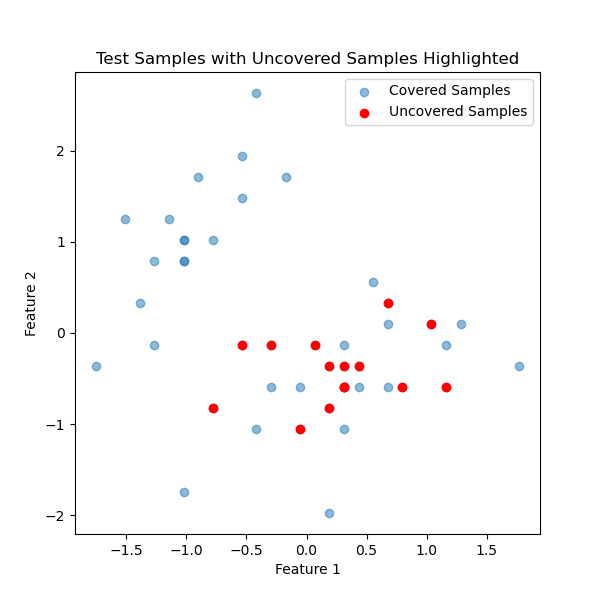 Test Samples with Uncovered Samples Highlighted
Covered Samples
Uncovered Samples
2
1
0
−1
−2
Feature 2
−1.5 −1.0 −0.5 0.0 0.5 1.0 1.5
Feature 1